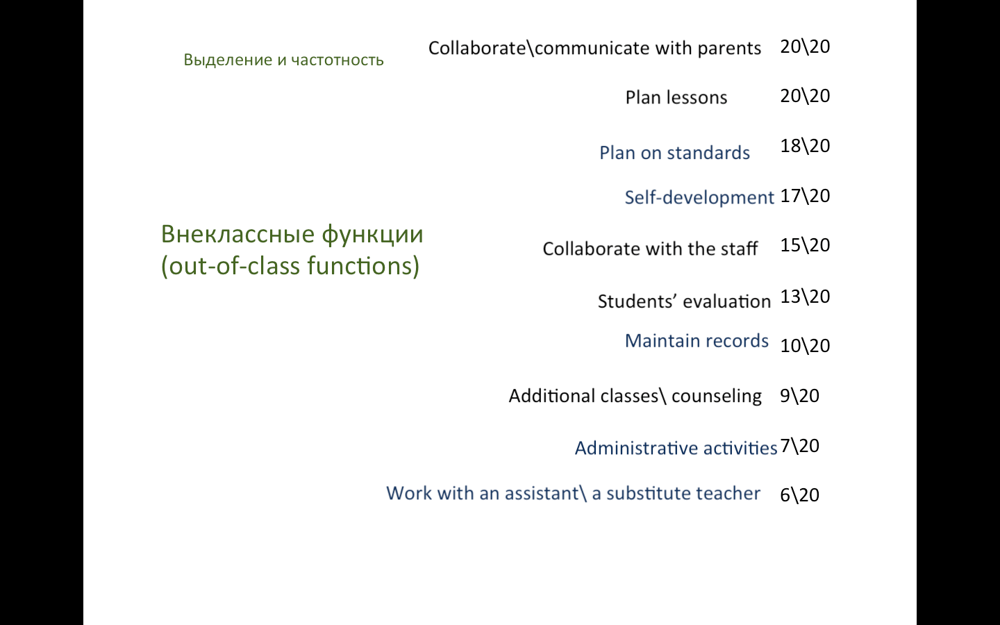 Выделение и частотность
Collaborate\communicate with parents 20\20
Plan lessons 20\20
Plan on standards 18\20
Self-development 17\20
Внеклассные функции
(out-of-class functions)
Collaborate with the staff 15\20
Students’ evaluation 13\20
Maintain records 10\20
Additional classes\ counseling 9\20
Administrative activities 7\20
Work with an assistant\ a substitute teacher 6\20